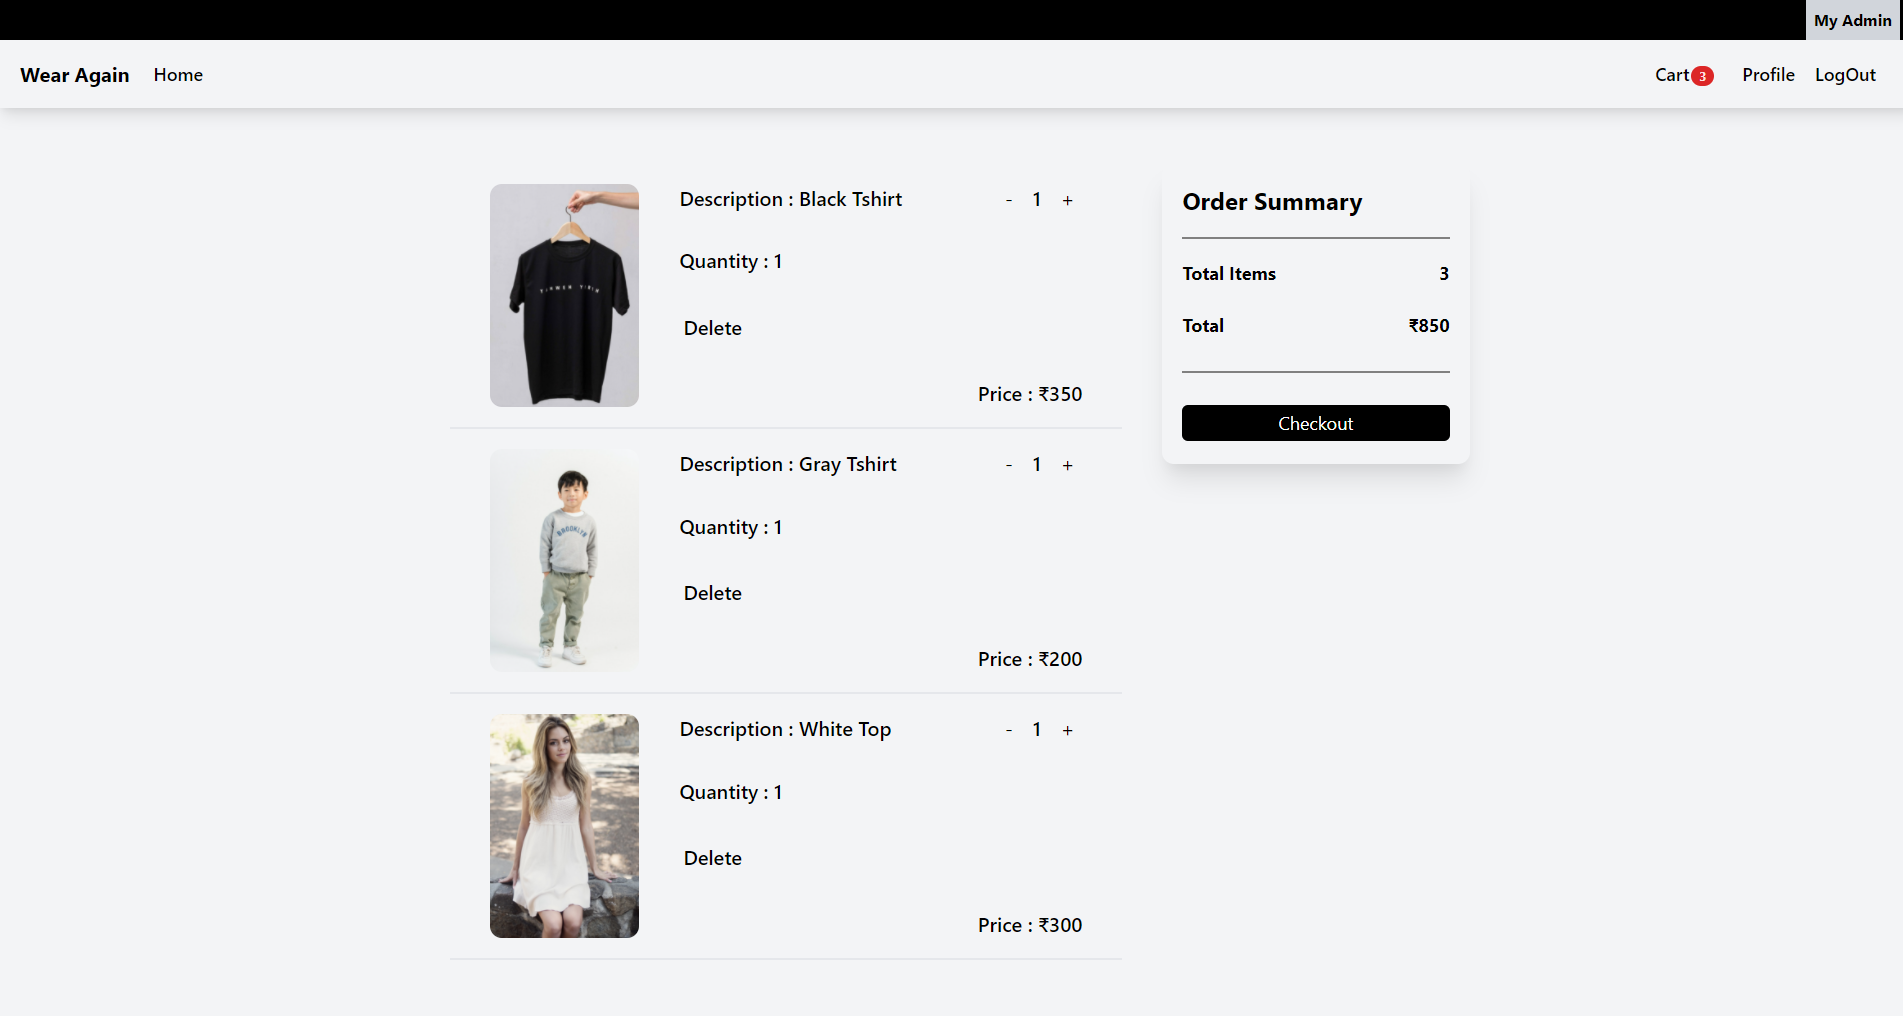 My Admin
Wear Again Home Cart 3 Profile LogOut
Description : Black Tshirt - 1 +
Quantity : 1
Delete
Price : ₹350
Description : Gray Tshirt - 1 +
BROOKLYN
Quantity : 1
Delete
Price : ₹200
Description : White Top - 1 +
Quantity : 1
Delete
Price : ₹300
Order Summary
Total Items 3
Total ₹850
Checkout